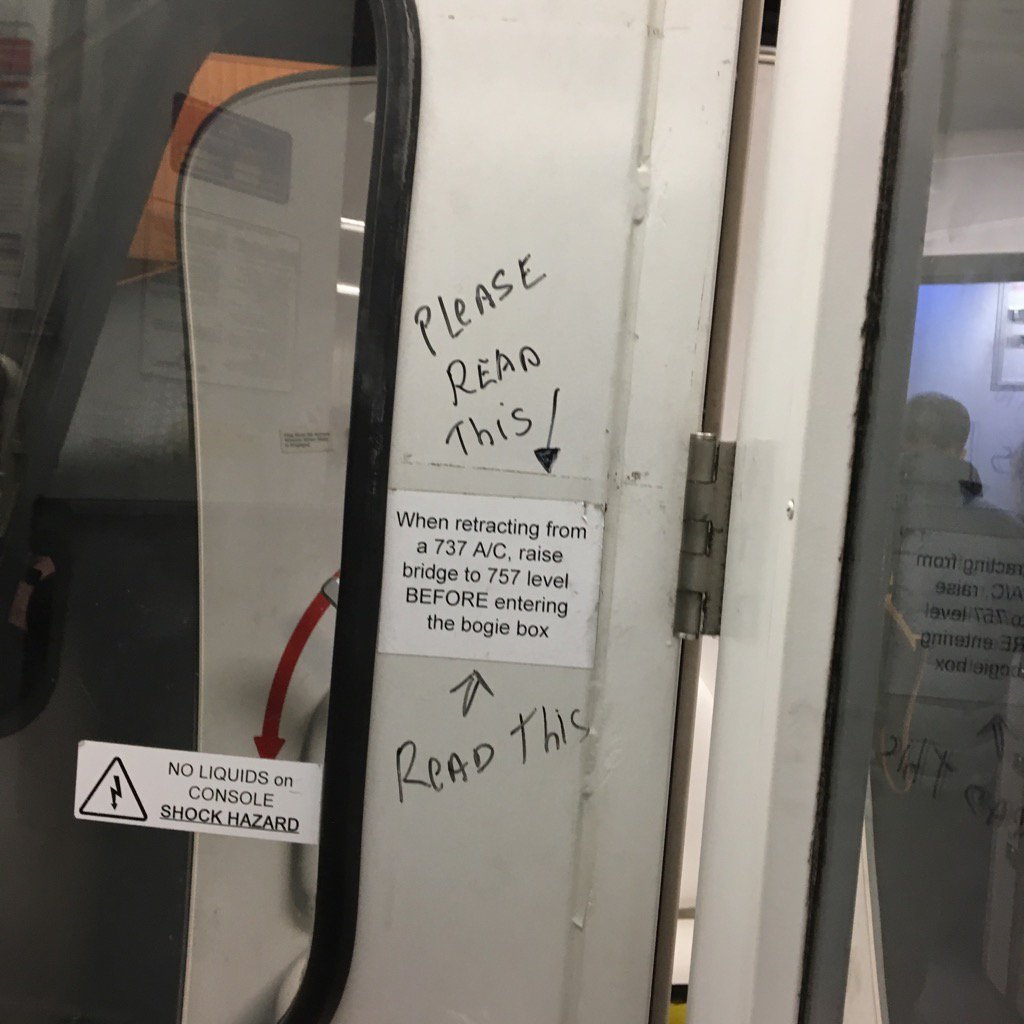 PLeASE
READ
This
When retracting from
a 737 A/C, raise
bridge to 757 level
BEFORE entering
the bogie box
ReAD This
NO LIQUIDS on
CONSOLE
SHOCK HAZARD